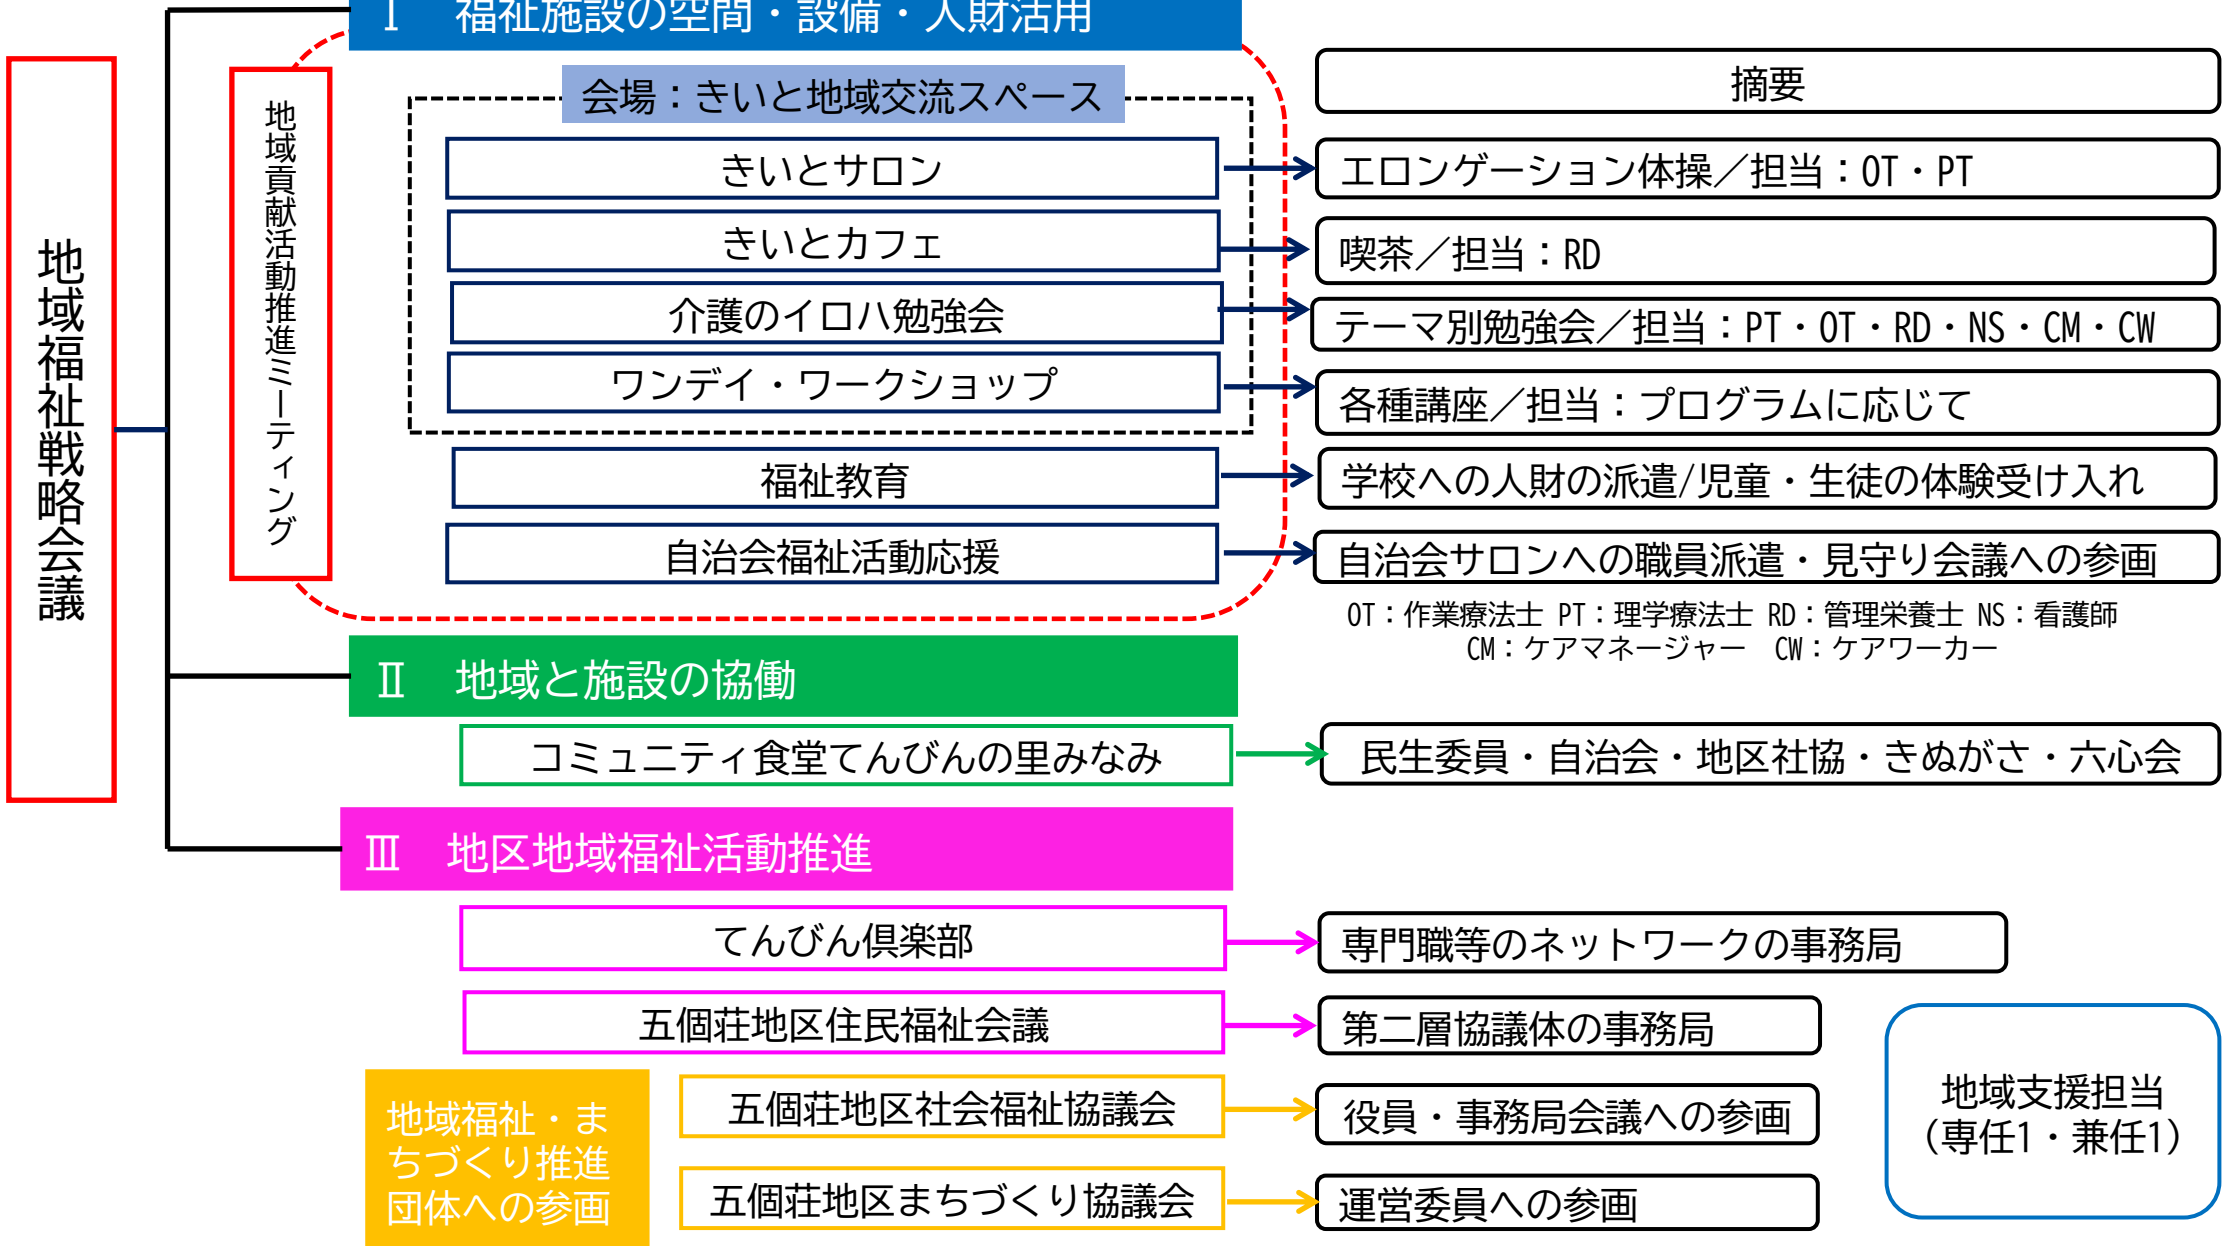 Ⅰ　福祉施設の空間・設備・人財活用
地域福祉戦略会議
地域貢献活動推進ミーティング
会場：きいと地域交流スペース
摘要
きいとサロン
エロンゲーション体操／担当：OT・PT
きいとカフェ
喫茶／担当：RD
介護のイロハ勉強会
テーマ別勉強会／担当：PT・OT・RD・NS・CM・CW
ワンデイ・ワークショップ
各種講座／担当：プログラムに応じて
福祉教育
学校への人財の派遣/児童・生徒の体験受け入れ
自治会福祉活動応援
自治会サロンへの職員派遣・見守り会議への参画
OT：作業療法士 PT：理学療法士 RD：管理栄養士 NS：看護師
CM：ケアマネージャー　CW：ケアワーカー
Ⅱ　地域と施設の協働
コミュニティ食堂てんびんの里みなみ
民生委員・自治会・地区社協・きぬがさ・六心会
Ⅲ　地区地域福祉活動推進
てんびん倶楽部
専門職等のネットワークの事務局
五個荘地区住民福祉会議
第二層協議体の事務局
地域福祉・ま
ちづくり推進
団体への参画
五個荘地区社会福祉協議会
役員・事務局会議への参画
五個荘地区まちづくり協議会
運営委員への参画
地域支援担当
（専任1・兼任1）